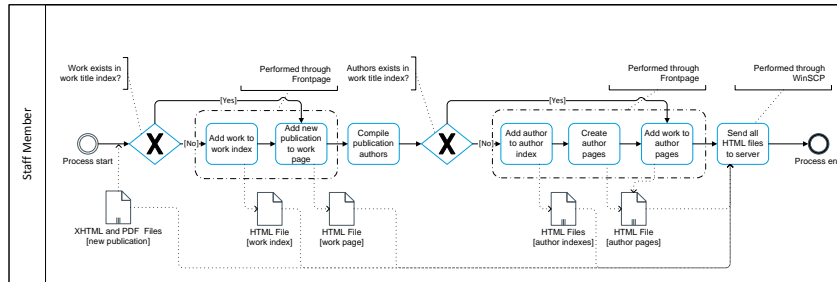 Staff Member
Work exists in
work title index?
Performed through
Frontpage
Authors exists in
work title index?
Performed through
Frontpage
Performed through
WinSCP
[Yes]
[Yes]
Process start
[No]
Add work to
work index
Add new
publication
to work
page
Compile
publication
authors
[No]
Add author
to author
index
Create
author
pages
Add work to
author
pages
Send all
HTML files
to server
Process end
XHTML and PDF Files
[new publication]
HTML File
[work index]
HTML File
[work page]
HTML Files
[author indexes]
HTML File
[author pages]